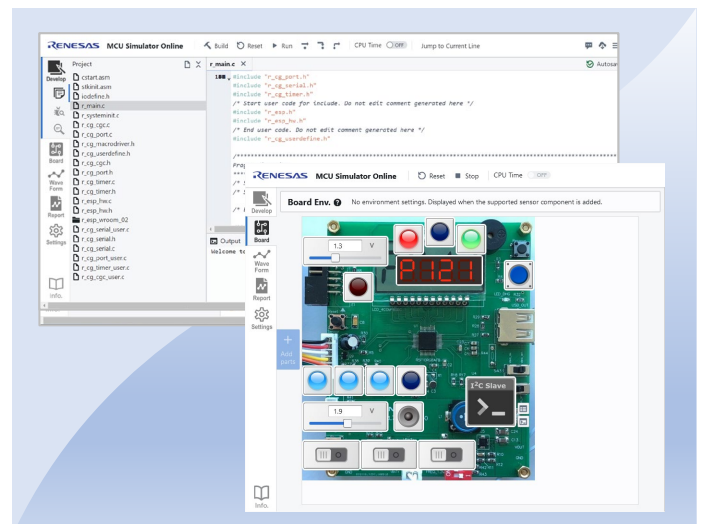 RENESAS MCU Simulator Online
Build Reset Run CPU Time OFF Jump to Current Line
Project
r_main.c
Develop
cstart.asm
stkinit.asm
iodefine.h
r_main.c
r_systeminit.c
r_cg_cgc.c
r_cg_port.c
r_cg_macrodriver.h
r_cg_userdefine.h
r_cg_cgc.h
r_cg_port.h
r_cg_timer.c
r_cg_timer.h
r_esp_hw.c
r_esp_hw.h
r_esp_wroom_02
r_cg_serial_user.c
r_cg_serial.h
r_cg_serial.c
r_cg_port_user.c
r_cg_timer_user.c
r_cg_cgc_user.c
Board
Wave
Form
Report
Settings
Info.
#include "r_cg_port.h"
#include "r_cg_serial.h"
#include "r_cg_timer.h"
/* Start user code for include. Do not edit comment generated here */
#include "r_esp.h"
#include "r_esp_hw.h"
/* End user code. Do not edit comment generated here */
#include "r_cg_userdefine.h"
Output
Welcome to
RENESAS MCU Simulator Online
Reset Stop CPU Time OFF
Develop
Board
Wave
Form
Report
Settings
Info.
Board Env. No environment settings. Displayed when the supported sensor component is added.
Add
parts
1.3 V
P121
I²C Slave
1.9 V